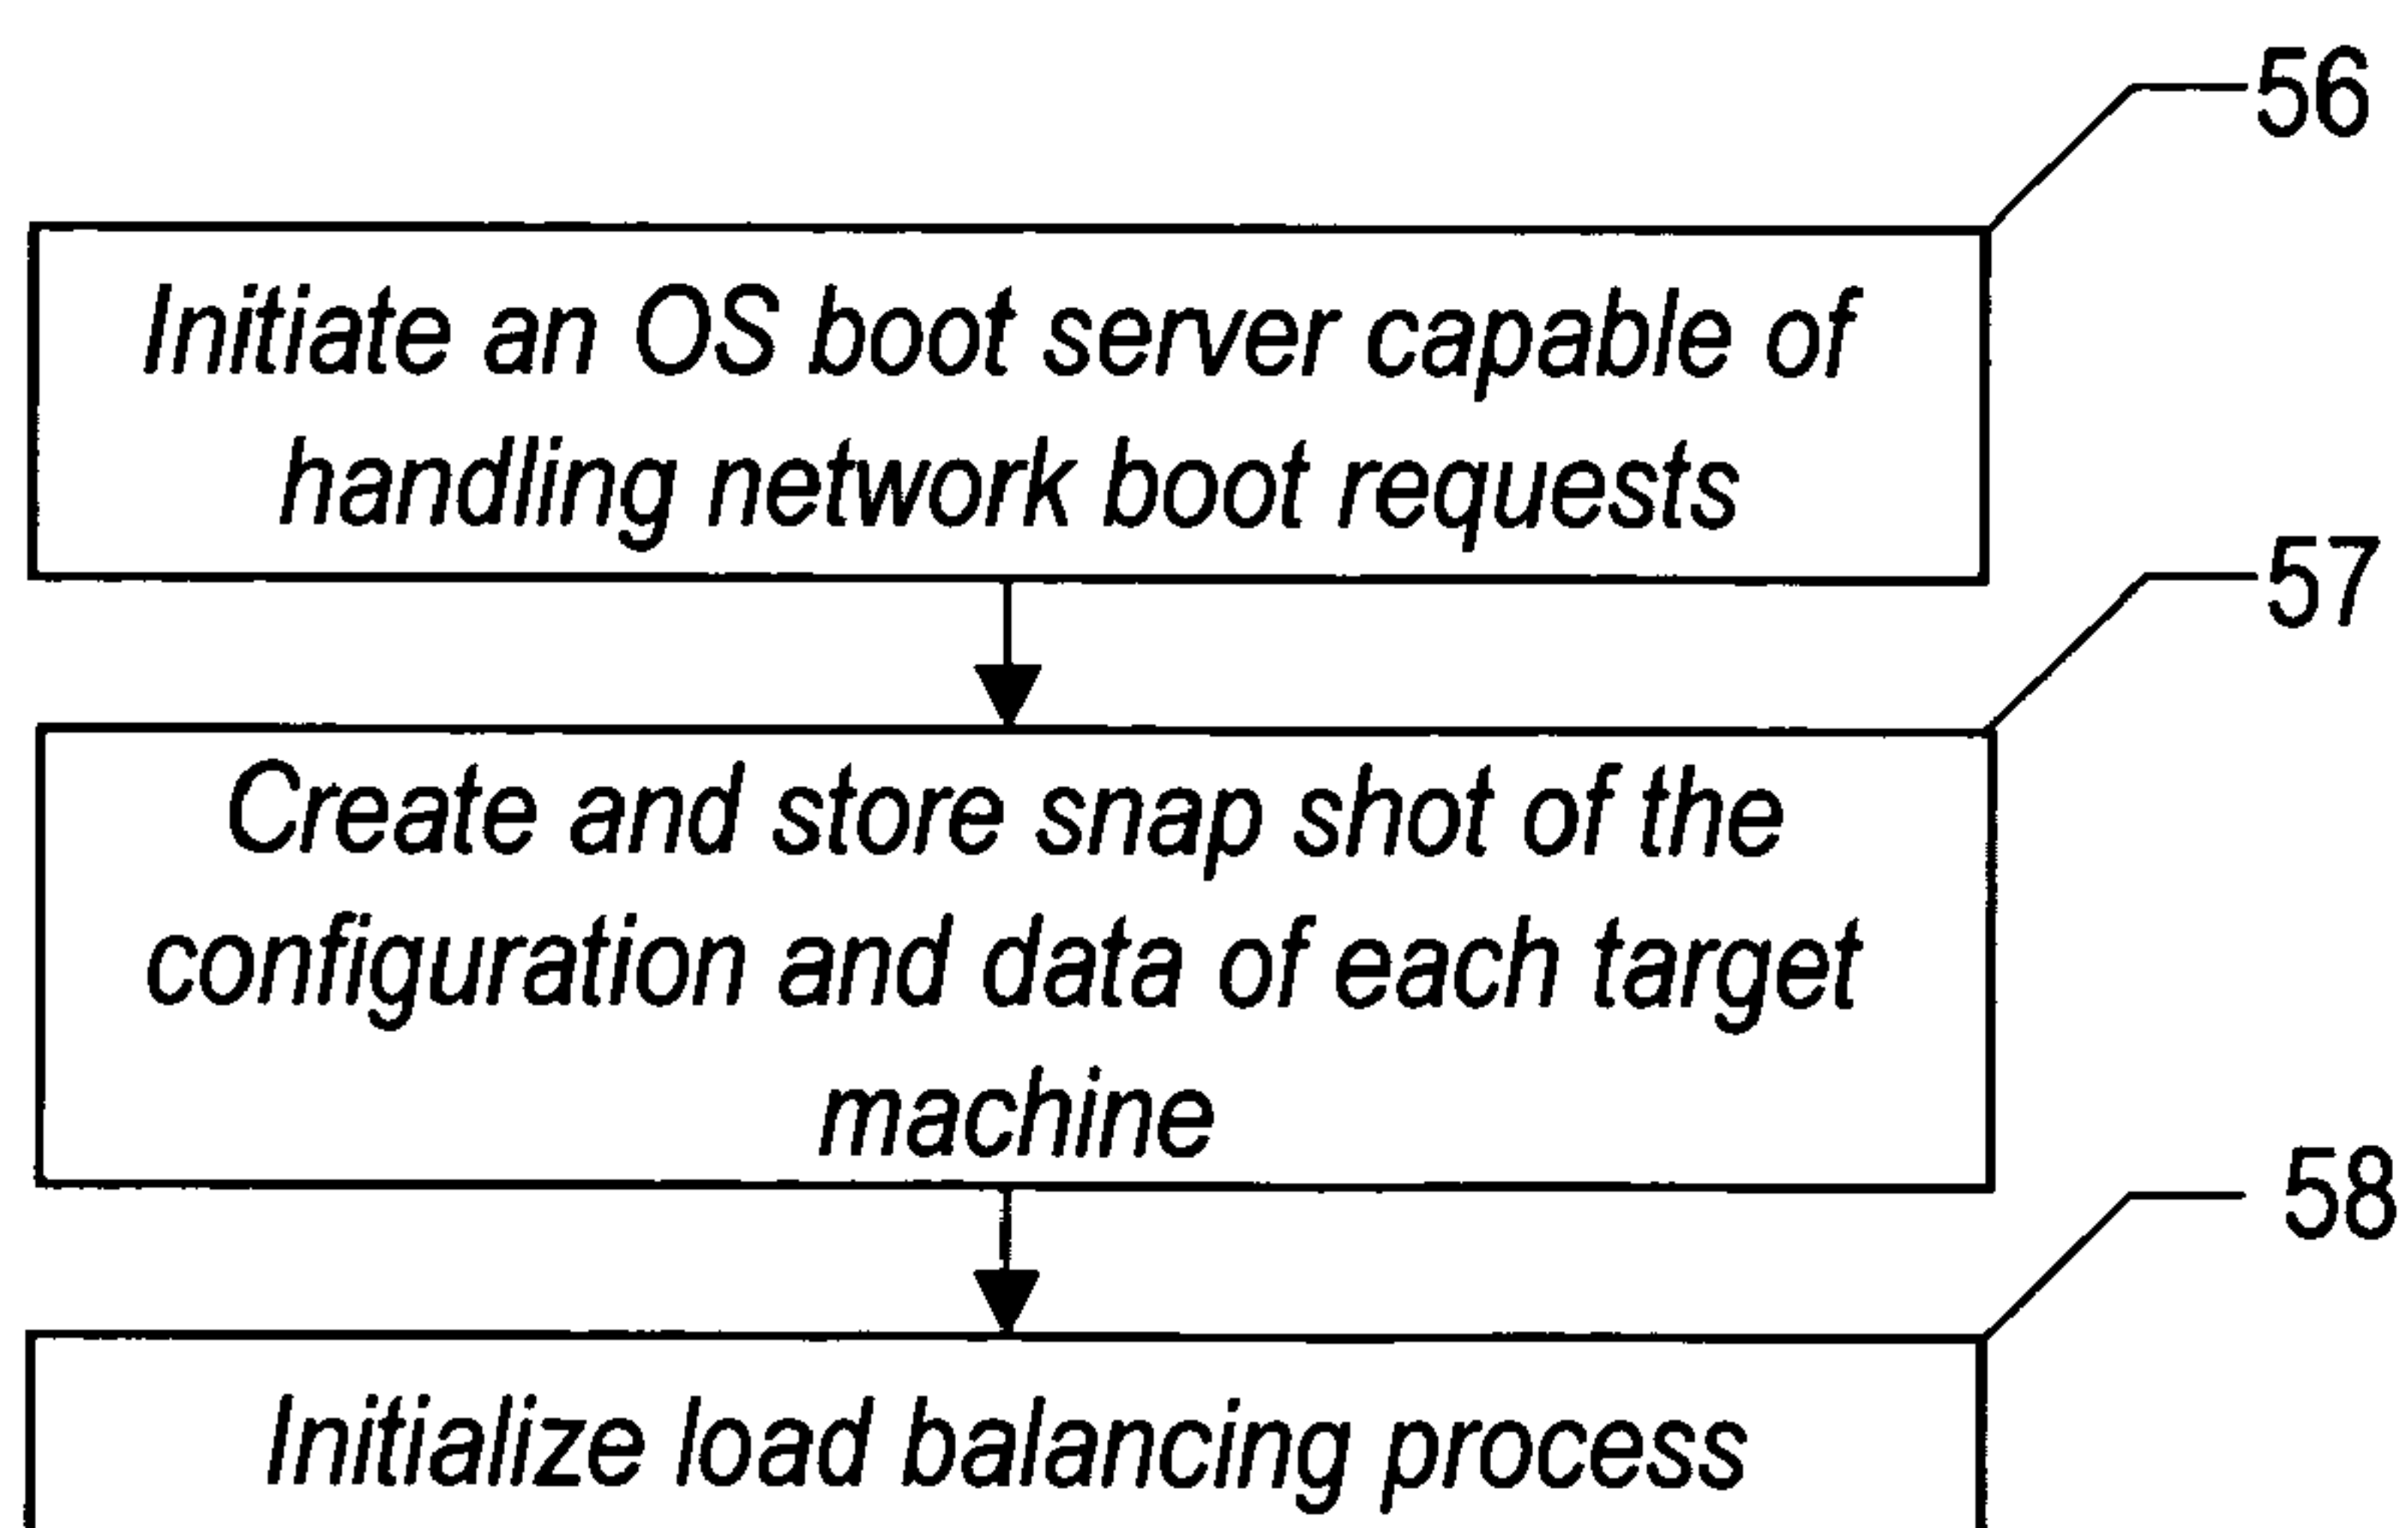 56
Initiate an OS boot server capable of
handling network boot requests
57
Create and store snap shot of the
configuration and data of each target
machine
58
Initialize load balancing process